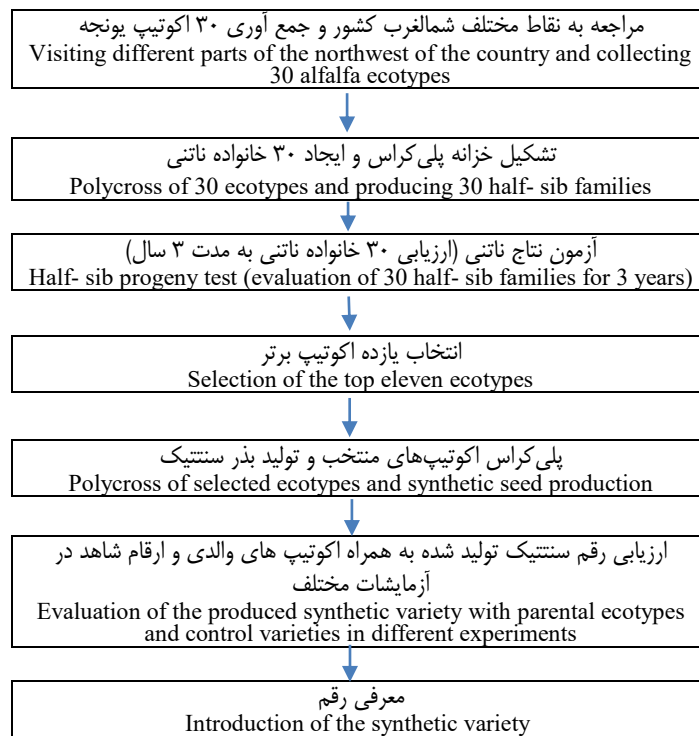 مراجعه به نقاط مختلف شمالغرب کشور و جمع آوری ۳۰ اکوتیپ یونجه
Visiting different parts of the northwest of the country and collecting
30 alfalfa ecotypes
تشکیل خزانه پلی‌کراس و ایجاد ۳۰ خانواده ناتنی
Polycross of 30 ecotypes and producing 30 half- sib families
آزمون نتاج ناتنی (ارزیابی ۳۰ خانواده ناتنی به مدت ۳ سال)
Half- sib progeny test (evaluation of 30 half- sib families for 3 years)
انتخاب یازده اکوتیپ برتر
Selection of the top eleven ecotypes
پلی‌کراس اکوتیپ‌های منتخب و تولید بذر سنتتیک
Polycross of selected ecotypes and synthetic seed production
ارزیابی رقم سنتتیک تولید شده به همراه اکوتیپ های والدی و ارقام شاهد در
آزمایشات مختلف
Evaluation of the produced synthetic variety with parental ecotypes
and control varieties in different experiments
معرفی رقم
Introduction of the synthetic variety